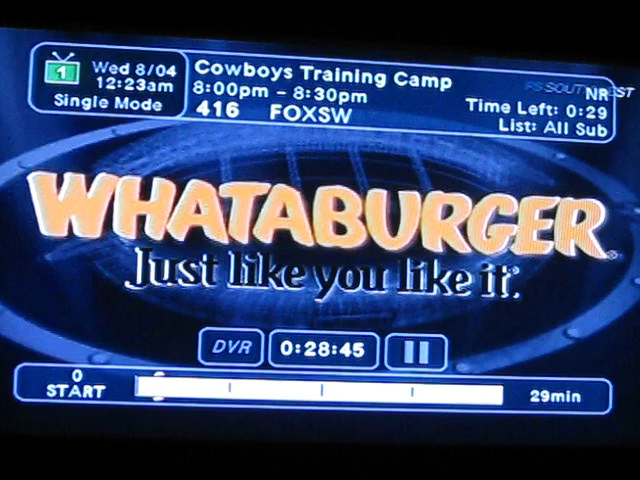 1
Wed 8/04
12:23am
Single Mode
Cowboys Training Camp
8:00pm - 8:30pm
416 FOXSW
FS SOUTHWEST
NR
Time Left: 0:29
List: All Sub
WHATABURGER®
Just like you like it.®
DVR
0:28:45
0
START
29min